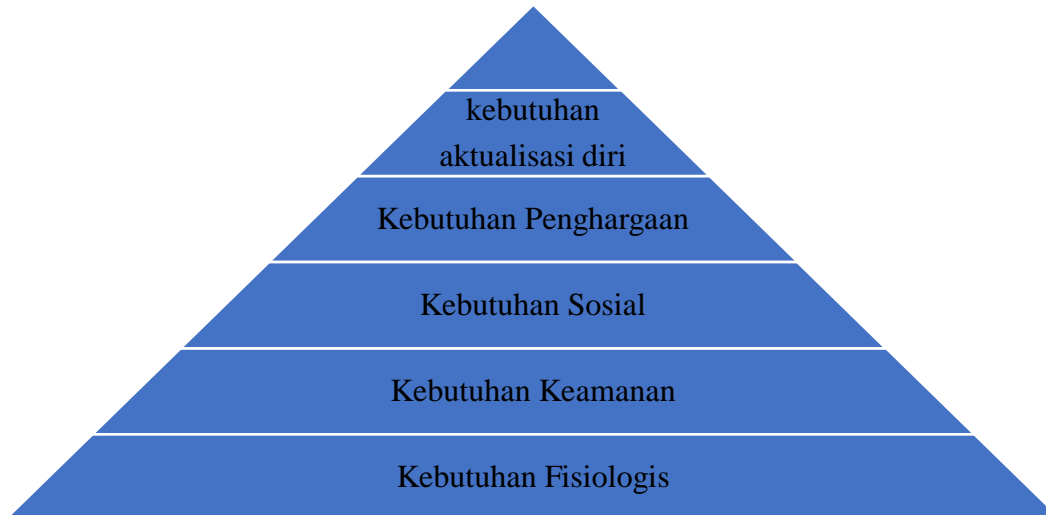 kebutuhan
aktualisasi diri
Kebutuhan Penghargaan
Kebutuhan Sosial
Kebutuhan Keamanan
Kebutuhan Fisiologis